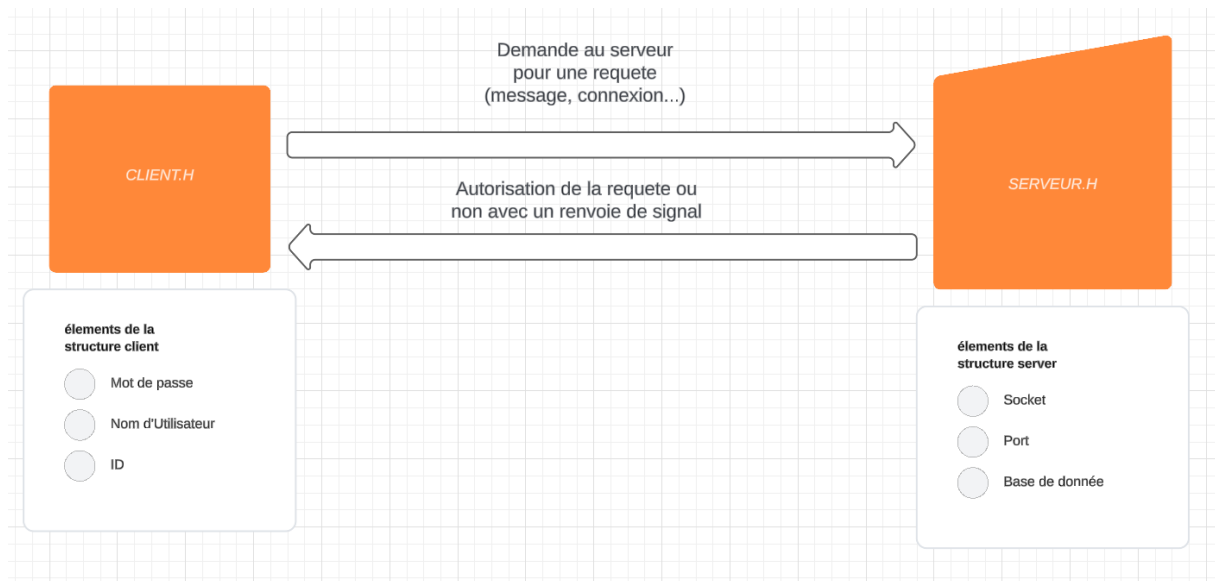 Demande au serveur
pour une requete
(message, connexion...)
CLIENT.H
SERVEUR.H
Autorisation de la requete ou
non avec un renvoie de signal
élements de la
structure client
Mot de passe
Nom d'Utilisateur
ID
élements de la
structure server
Socket
Port
Base de donnée